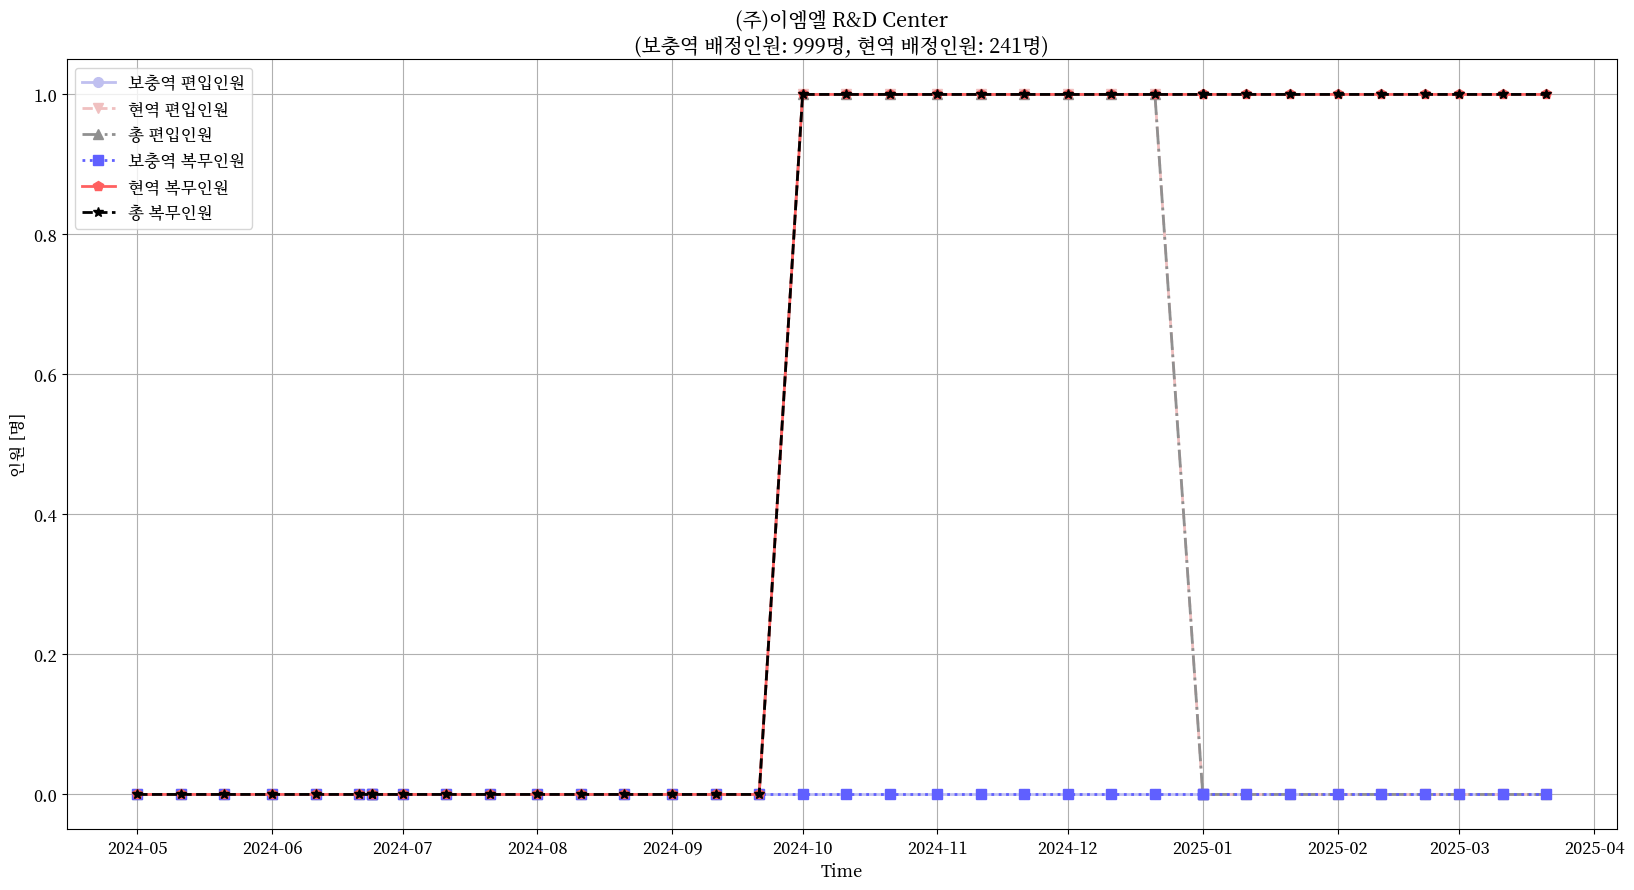 (주)이엠엘 R&D Center
(보충역 배정인원: 999명, 현역 배정인원: 241명)
보충역 편입인원
현역 편입인원
총 편입인원
보충역 복무인원
현역 복무인원
총 복무인원
인원 [명]
1.0
0.8
0.6
0.4
0.2
0.0
2024-05 2024-06 2024-07 2024-08 2024-09 2024-10 2024-11 2024-12 2025-01 2025-02 2025-03 2025-04
Time